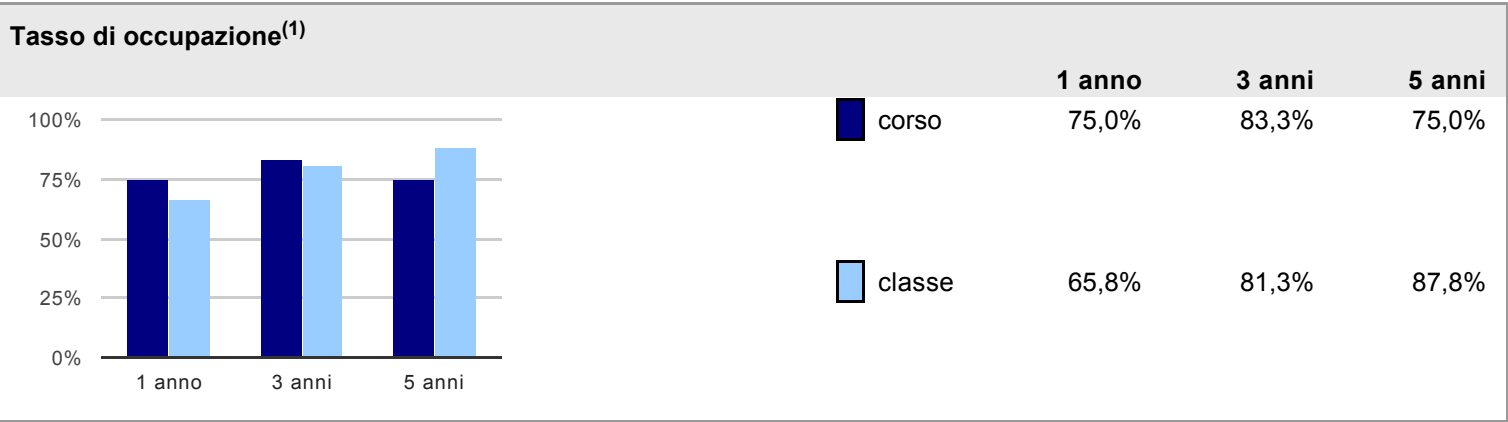 Tasso di occupazione(1)
1 anno 3 anni 5 anni
100%
75%
50%
25%
0%
1 anno 3 anni 5 anni
corso 75,0% 83,3% 75,0%
classe 65,8% 81,3% 87,8%